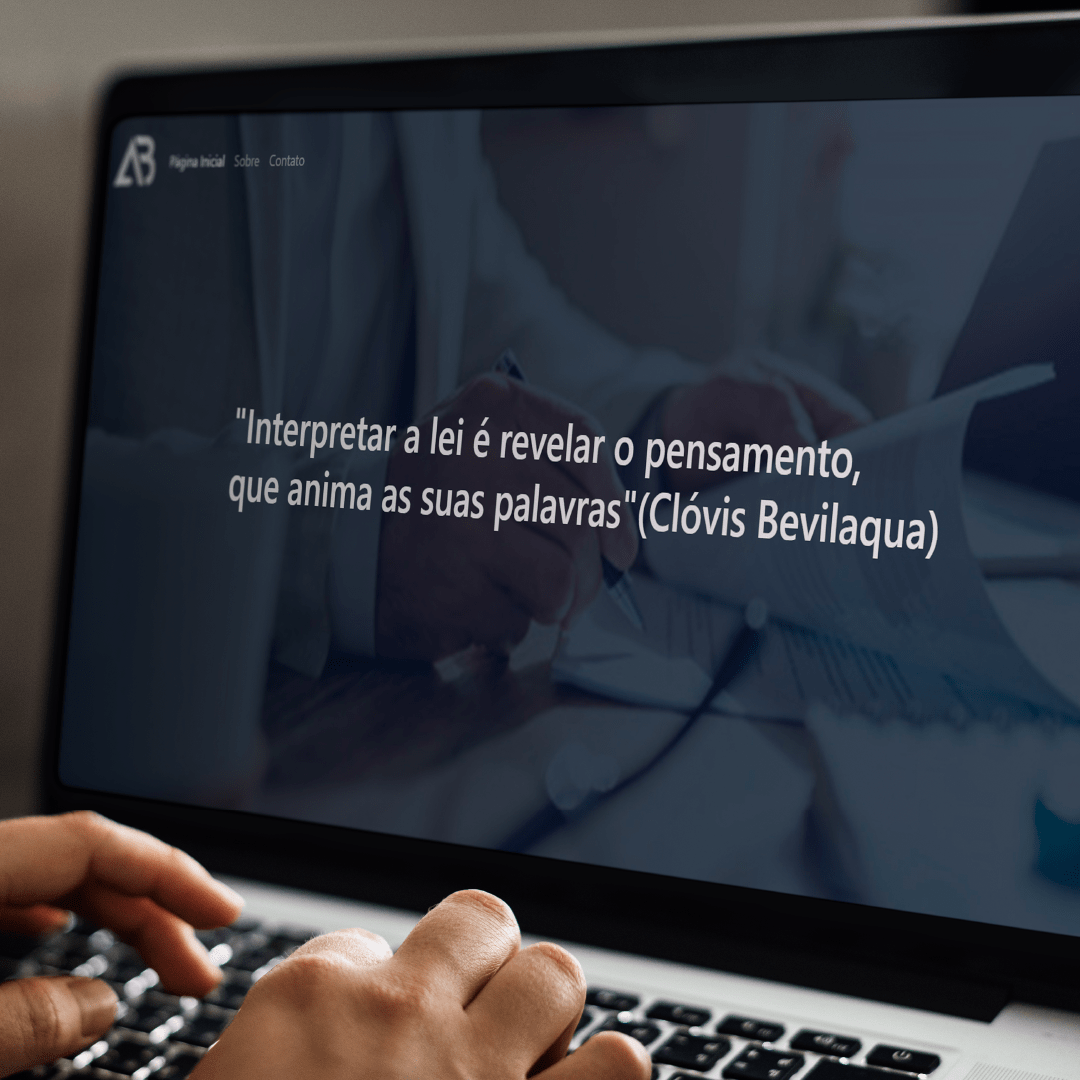 AB
Página Inicial Sobre Contato
"Interpretar a lei é revelar o pensamento,
que anima as suas palavras"(Clóvis Bevilaqua)